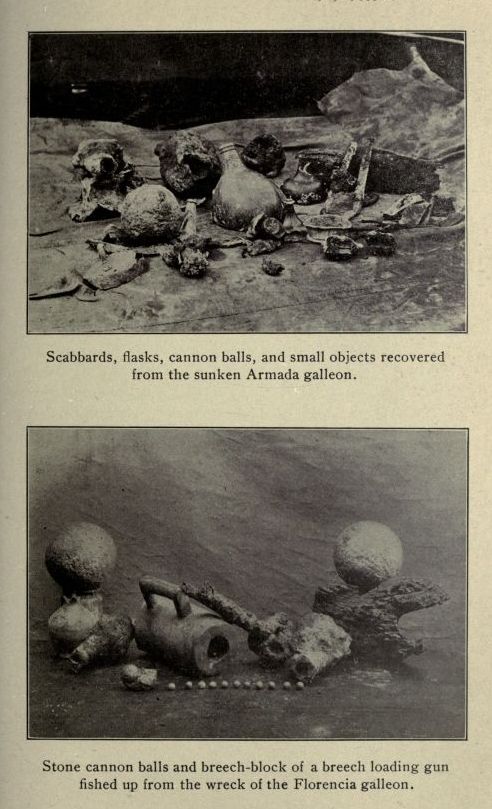 Scabbards, flasks, cannon balls, and small objects recovered
from the sunken Armada galleon.
Stone cannon balls and breech-block of a breech loading gun
fished up from the wreck of the Florencia galleon.